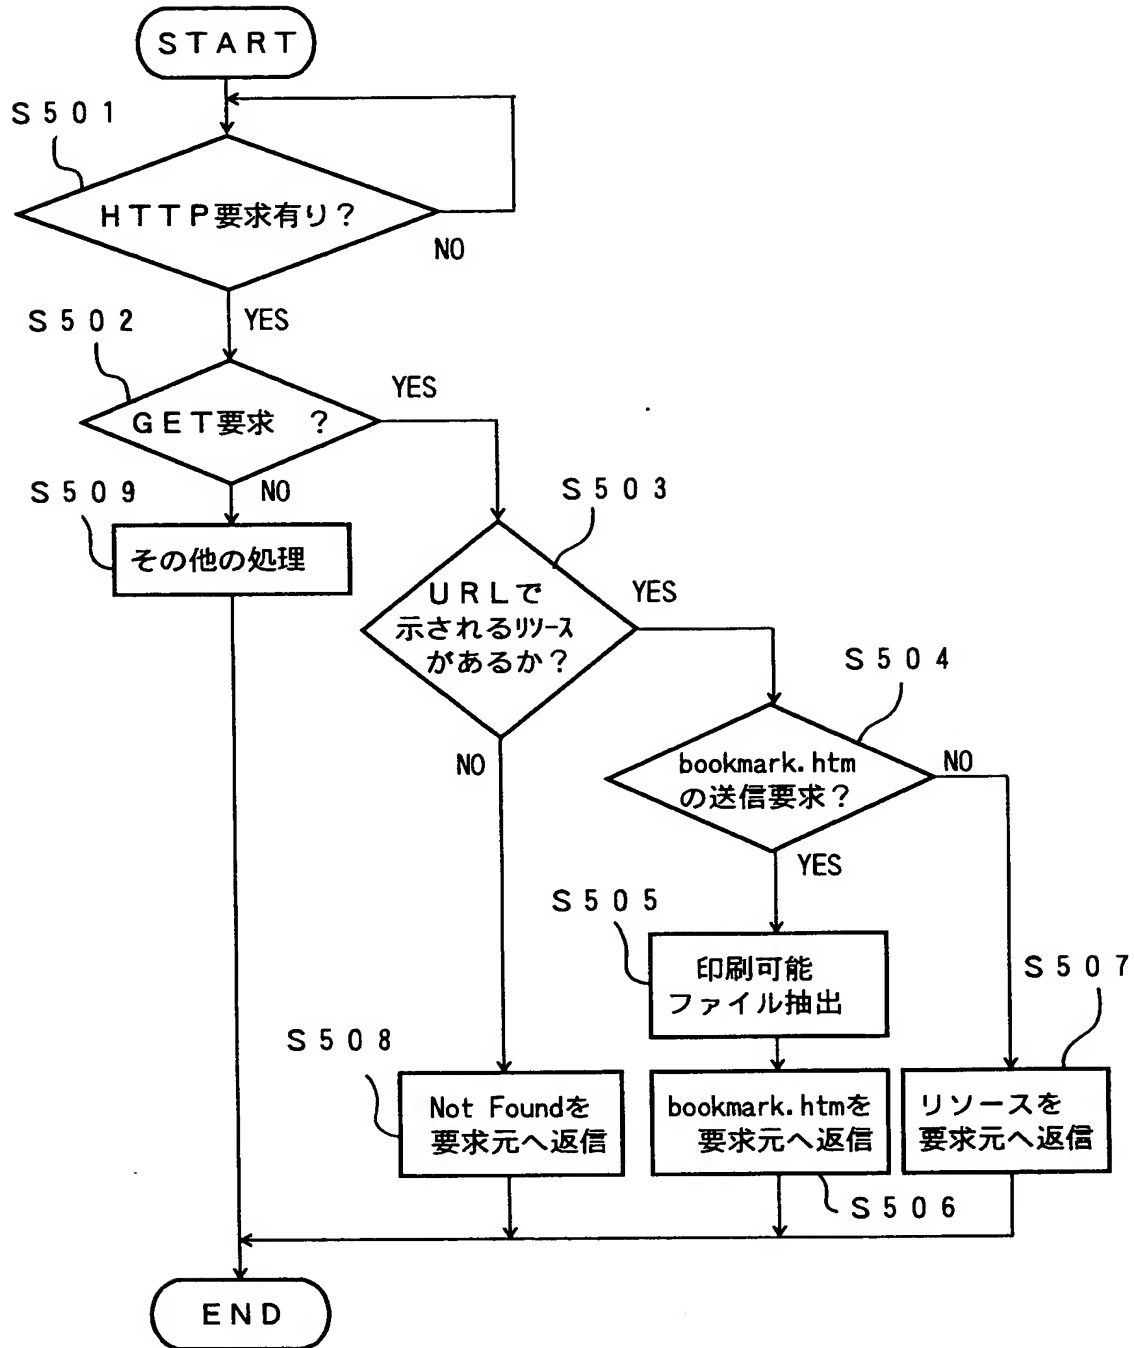 START
S501
HTTP要求有り?
NO
YES
S502
YES
GET要求 ?
NO
S509
その他の処理
S503
URLで
示されるリソース
があるか?
YES
NO
S504
bookmark.htm
の送信要求?
NO
YES
S505
印刷可能
ファイル抽出
S507
S508
Not Foundを
要求元へ返信
bookmark.htmを
要求元へ返信
リソースを
要求元へ返信
S506
END